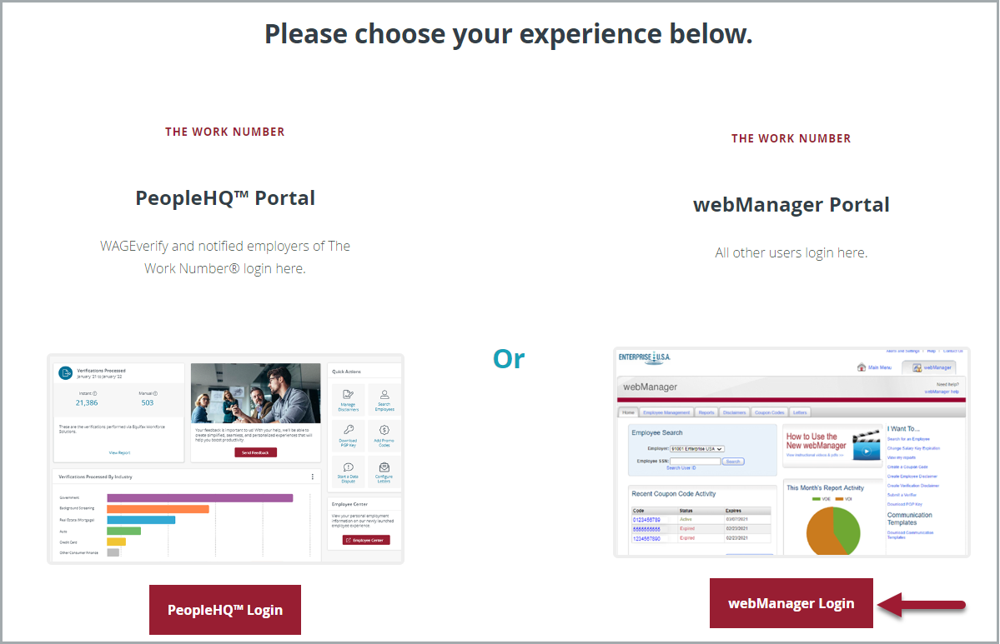 Please choose your experience below.
THE WORK NUMBER
PeopleHQ™ Portal
WAGEverify and notified employers of The
Work Number® login here.
Verifications Processed
January '21 to January '22
Instant
Manual
21,386
503
These are the verifications performed via Equifax Workforce
Solutions.
View Report
Your feedback is important to us! With your help, we'll be able to
create simplified, seamless, and personalized experiences that will
help you boost productivity.
Send Feedback
Quick Actions
Manage
Disclaimers
Search
Employees
Download
PGP Key
Add Promo
Codes
Start a Data
Dispute
Configure
Letters
Verifications Processed By Industry
Government
Background Screening
Real Estate (Mortgage)
Auto
Credit Card
Other Consumer Finance
Employee Center
View your personal employment
information on our newly launched
employee experience.
Employee Center
PeopleHQ™ Login
Or
THE WORK NUMBER
webManager Portal
All other users login here.
ENTERPRISE U.S.A.
Alerts and Settings | Help | Contact Us
Main Menu
webManager
webManager
Need help?
webManager help
Home
Employee Management
Reports
Disclaimers
Coupon Codes
Letters
Employee Search
Employer: 91001 Enterprise USA
Employee SSN:
Search
Search User ID
How to Use the
New webManager
View instructional videos & pdfs >>
I Want To...
Search for an Employee
Change Salary Key Expiration
View my reports
Create a Coupon Code
Create Employee Disclaimer
Create Verification Disclaimer
Submit a Verifier
Download PGP Key
Communication
Templates
Download Communication
Templates
Recent Coupon Code Activity
Code Status Expires
0123456789 Active 03/07/2021
5555555555 Expired 02/23/2021
1234567890 Expired 02/23/2021
This Month's Report Activity
VOE VOI
webManager Login